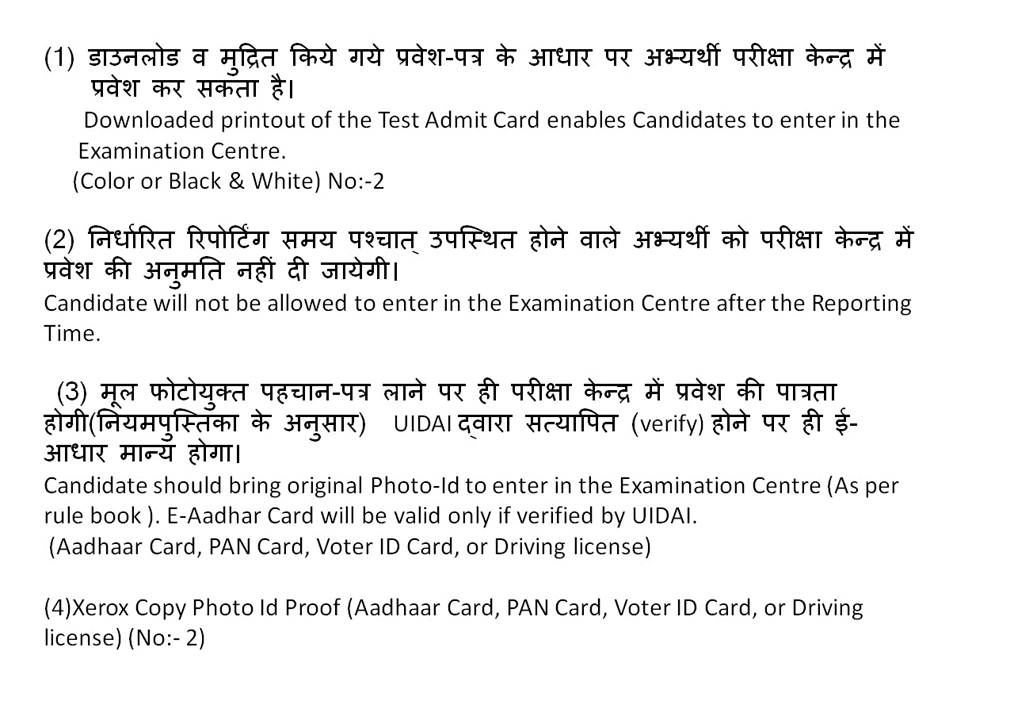 (1) डाउनलोड व मुद्रित किये गये प्रवेश-पत्र के आधार पर अभ्यर्थी परीक्षा केन्द्र में
प्रवेश कर सकता है।
Downloaded printout of the Test Admit Card enables Candidates to enter in the
Examination Centre.
(Color or Black & White) No:-2
(2) निर्धारित रिपोर्टिंग समय पश्चात् उपस्थित होने वाले अभ्यर्थी को परीक्षा केन्द्र में
प्रवेश की अनुमति नहीं दी जायेगी।
Candidate will not be allowed to enter in the Examination Centre after the Reporting
Time.
(3) मूल फोटोयुक्त पहचान-पत्र लाने पर ही परीक्षा केन्द्र में प्रवेश की पात्रता
होगी(नियमपुस्तिका के अनुसार) UIDAI द्वारा सत्यापित (verify) होने पर ही ई-
आधार मान्य होगा।
Candidate should bring original Photo-Id to enter in the Examination Centre (As per
rule book ). E-Aadhar Card will be valid only if verified by UIDAI.
(Aadhaar Card, PAN Card, Voter ID Card, or Driving license)
(4)Xerox Copy Photo Id Proof (Aadhaar Card, PAN Card, Voter ID Card, or Driving
license) (No:- 2)